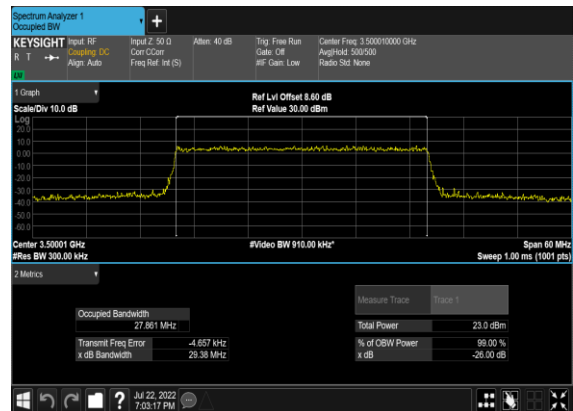 Spectrum Analyzer 1
Occupied BW
KEYSIGHT
R T
LV
Input: RF
Coupling: DC
Align: Auto
Input Z: 50 Ω
Corr CCorr
Freq Ref: Int (S)
Atten: 40 dB
Trig: Free Run
Gate: Off
#IF Gain: Low
Center Freq: 3.500010000 GHz
Avg|Hold: 500/500
Radio Std: None
1 Graph
Scale/Div 10.0 dB
Ref Lvl Offset 8.60 dB
Ref Value 30.00 dBm
Log
20.0
10.0
0.00
-10.0
-20.0
-30.0
-40.0
-50.0
-60.0
Center 3.50001 GHz
#Res BW 300.00 kHz
#Video BW 910.00 kHz*
Span 60 MHz
Sweep 1.00 ms (1001 pts)
2 Metrics
Measure Trace Trace 1
Occupied Bandwidth
27.861 MHz
Total Power 23.0 dBm
Transmit Freq Error -4.657 kHz
% of OBW Power 99.00 %
x dB Bandwidth 29.38 MHz
x dB -26.00 dB
?
Jul 22, 2022
7:03:17 PM